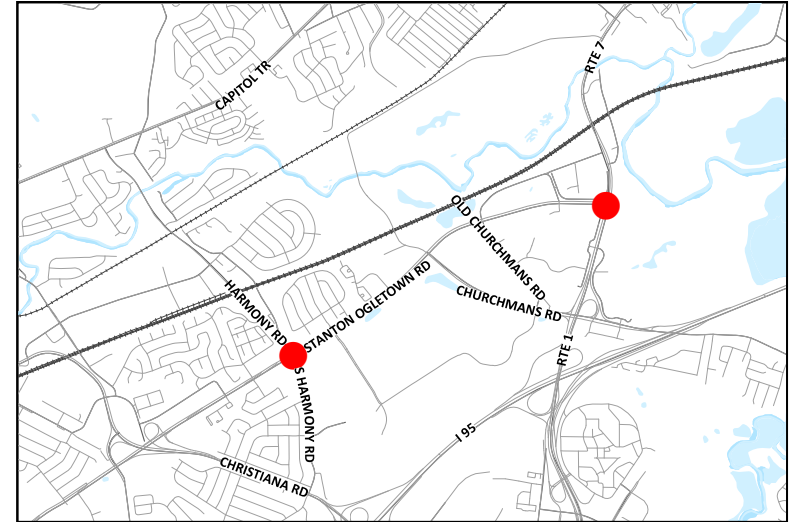 RTE 7
CAPITOL TR
OLD CHURCHMANS RD
STANTON OGLETOWN RD
HARMONY RD
CHURCHMANS RD
RTE 1
S HARMONY RD
I 95
CHRISTIANA RD